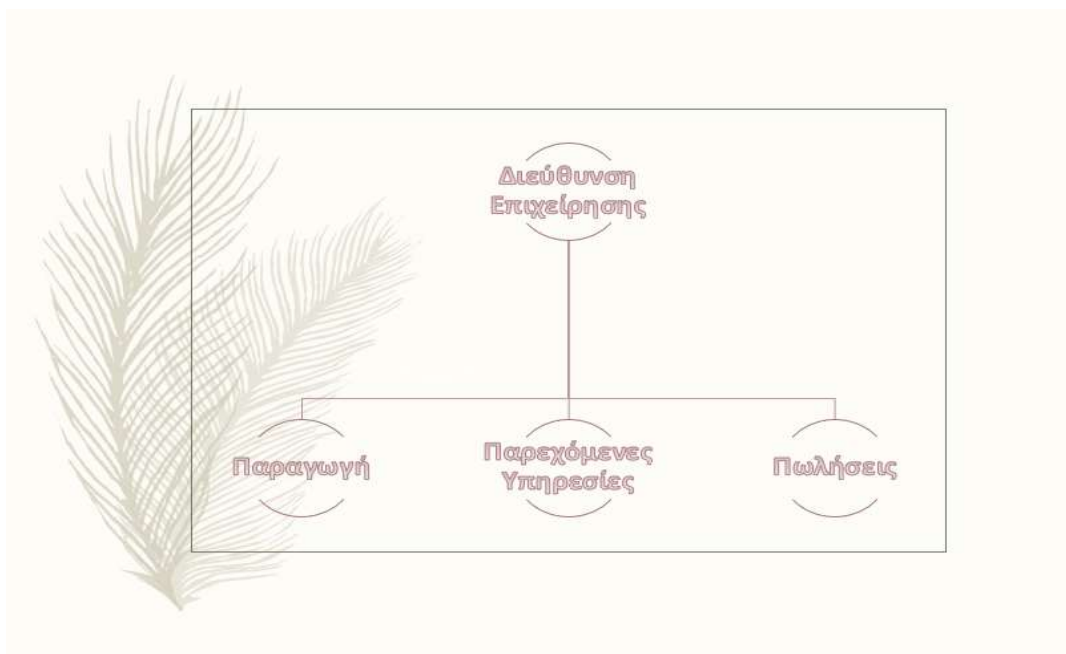 Διεύθυνση
Επιχείρησης
Παραγωγή
Παρεχόμενες
Υπηρεσίες
Πωλήσεις